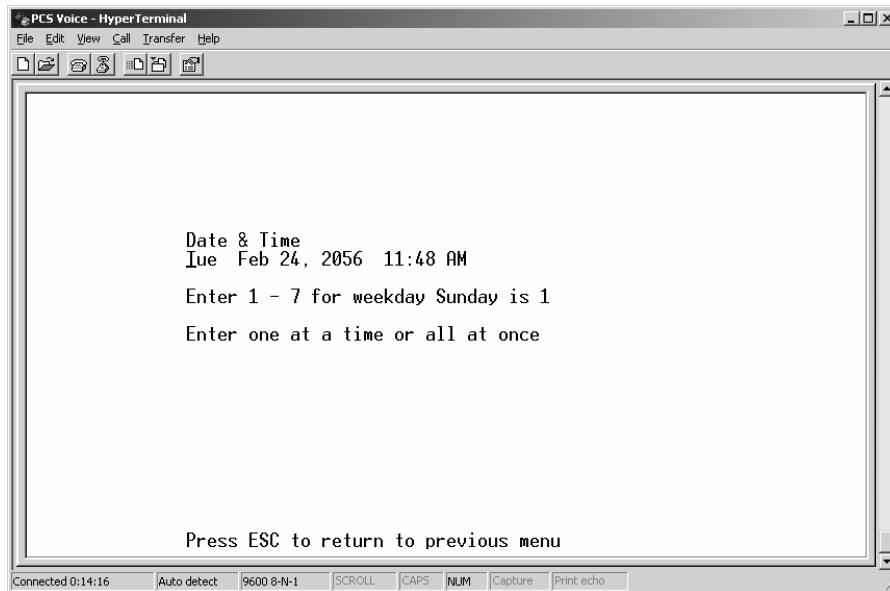 PCS Voice - HyperTerminal
File Edit View Call Transfer Help
Date & Time
Tue Feb 24, 2056 11:48 AM
Enter 1 - 7 for weekday Sunday is 1
Enter one at a time or all at once
Press ESC to return to previous menu
Connected 0:14:16 Auto detect 9600 8-N-1 SCROLL CAPS NUM Capture Print echo